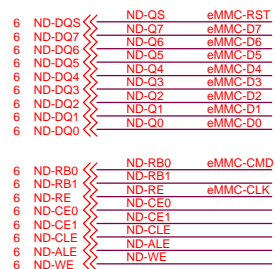 6 ND-DQS ND-QS eMMC-RST
6 ND-DQ7 ND-Q7 eMMC-D7
6 ND-DQ6 ND-Q6 eMMC-D6
6 ND-DQ5 ND-Q5 eMMC-D5
6 ND-DQ4 ND-Q4 eMMC-D4
6 ND-DQ3 ND-Q3 eMMC-D3
6 ND-DQ2 ND-Q2 eMMC-D2
6 ND-DQ1 ND-Q1 eMMC-D1
6 ND-DQ0 ND-Q0 eMMC-D0
6 ND-RB0 ND-RB0 eMMC-CMD
6 ND-RB1 ND-RB1
6 ND-RE ND-RE eMMC-CLK
6 ND-CE0 ND-CE0
6 ND-CE1 ND-CE1
6 ND-CLE ND-CLE
6 ND-ALE ND-ALE
6 ND-WE ND-WE